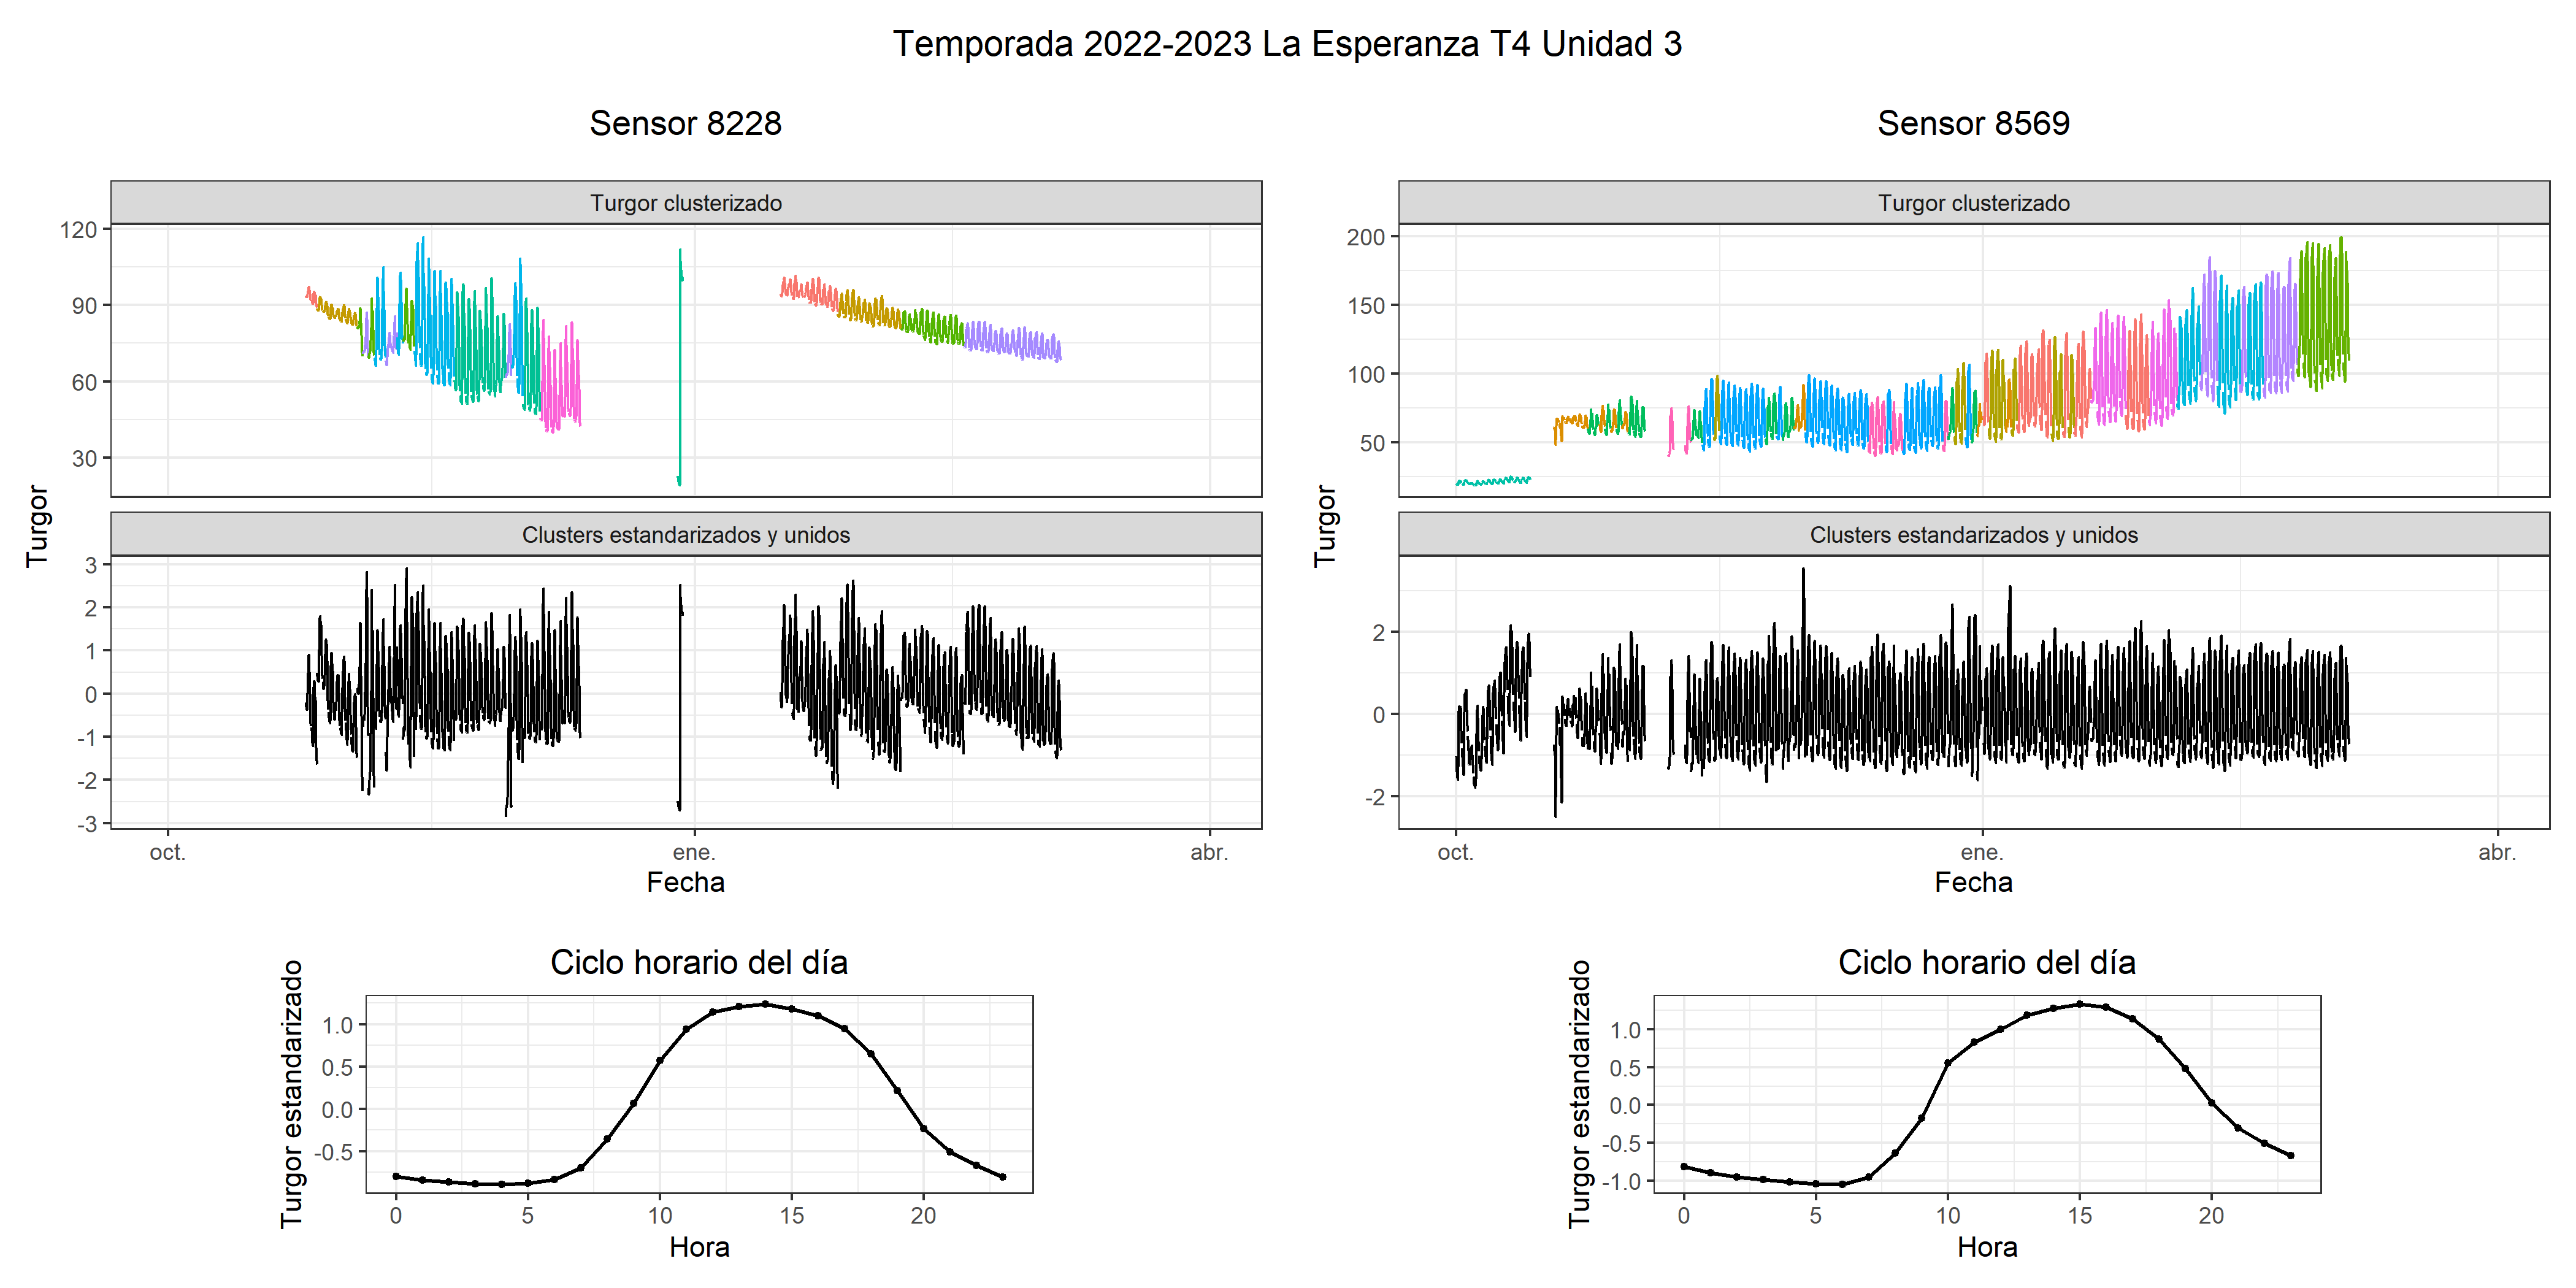 Temporada 2022-2023 La Esperanza T4 Unidad 3
Sensor 8228
Turgor clusterizado
120
90
60
30
Turgor
Clusters estandarizados y unidos
3
2
1
0
-1
-2
-3
oct.
ene.
abr.
Fecha
Ciclo horario del día
Turgor estandarizado
1.0
0.5
0.0
-0.5
0
5
10
15
20
Hora
Sensor 8569
Turgor clusterizado
200
150
100
50
Turgor
Clusters estandarizados y unidos
2
0
-2
oct.
ene.
abr.
Fecha
Ciclo horario del día
Turgor estandarizado
1.0
0.5
0.0
-0.5
-1.0
0
5
10
15
20
Hora